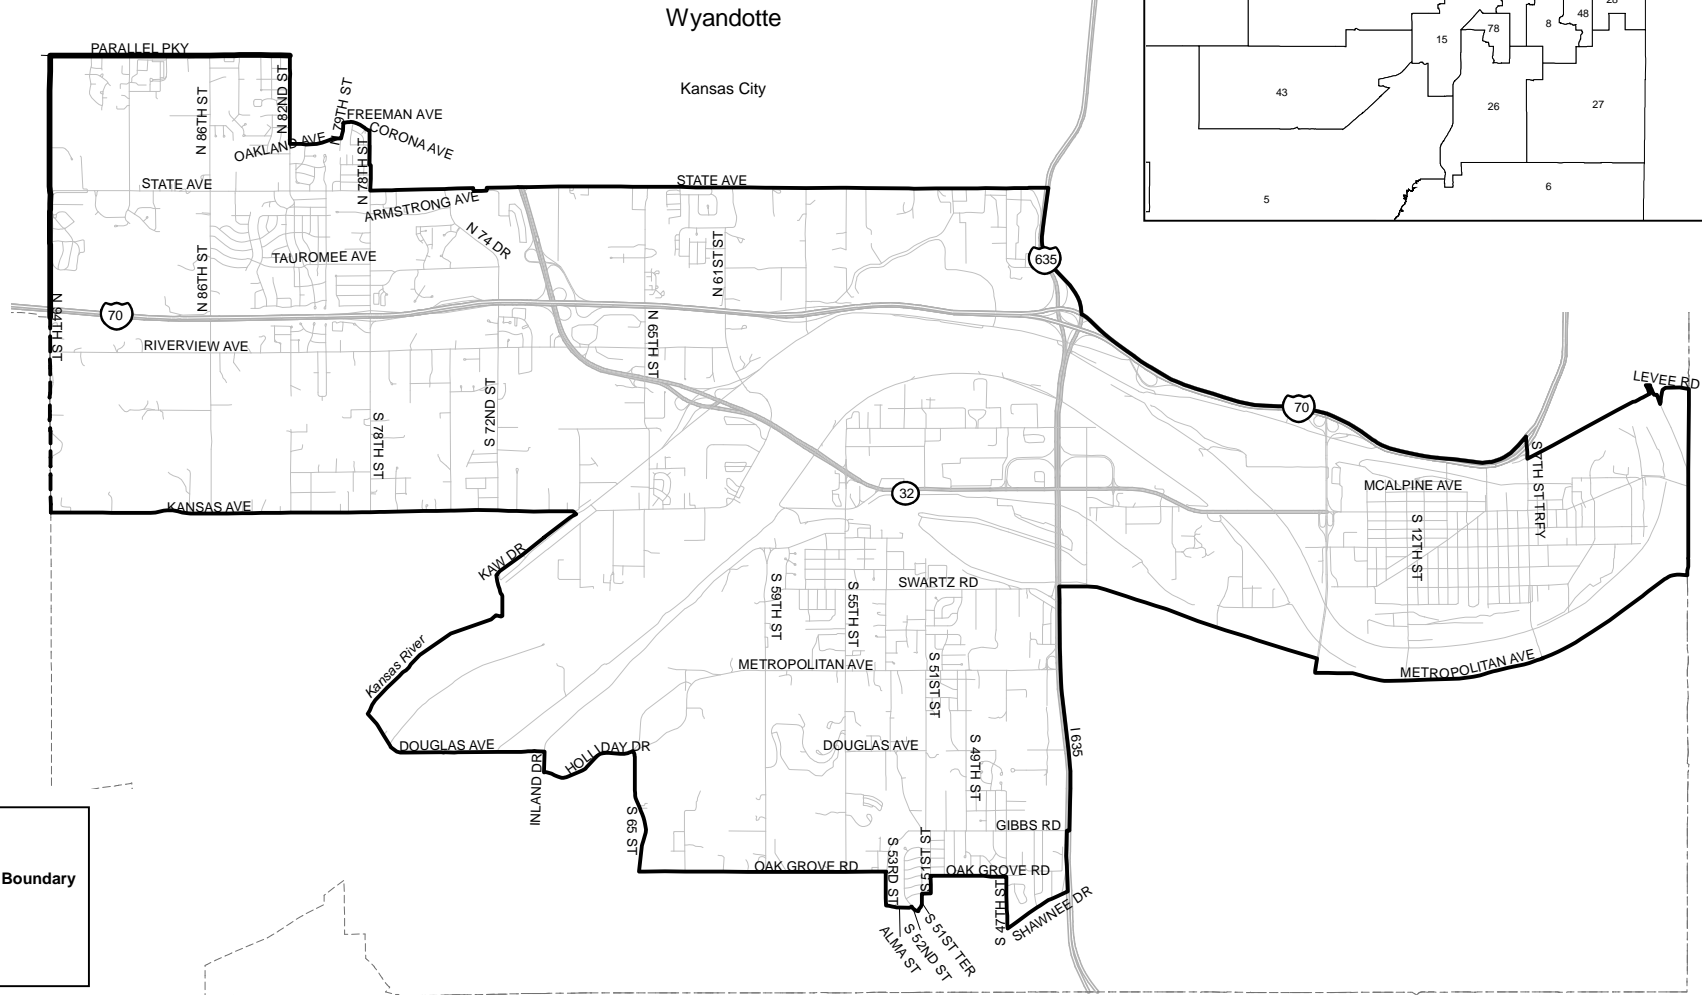 Wyandotte
Kansas City
28
48
8
78
15
43
26
27
6
5
PARALLEL PKY
N 82ND ST
N 86TH ST
N 79TH ST
FREEMAN AVE
CORONA AVE
OAKLAND AVE
N 78TH ST
STATE AVE
STATE AVE
ARMSTRONG AVE
N 74 DR
TAUROMEE AVE
N 86TH ST
N 61ST ST
635
N 94TH ST
70
RIVERVIEW AVE
N 65TH ST
S 72ND ST
S 78TH ST
LEVEE RD
70
S 7TH ST TRFY
MCALPINE AVE
32
KANSAS AVE
S 12TH ST
KAW DR
SWARTZ RD
S 59TH ST
S 55TH ST
Kansas River
METROPOLITAN AVE
METROPOLITAN AVE
S 51ST ST
DOUGLAS AVE
DOUGLAS AVE
HOLLIDAY DR
INLAND DR
S 49TH ST
I 635
S 65 ST
GIBBS RD
S 53RD ST
S 51ST ST
OAK GROVE RD
OAK GROVE RD
S 47TH ST
SHAWNEE DR
S 51ST TER
S 52ND ST
ALMA ST
Boundary